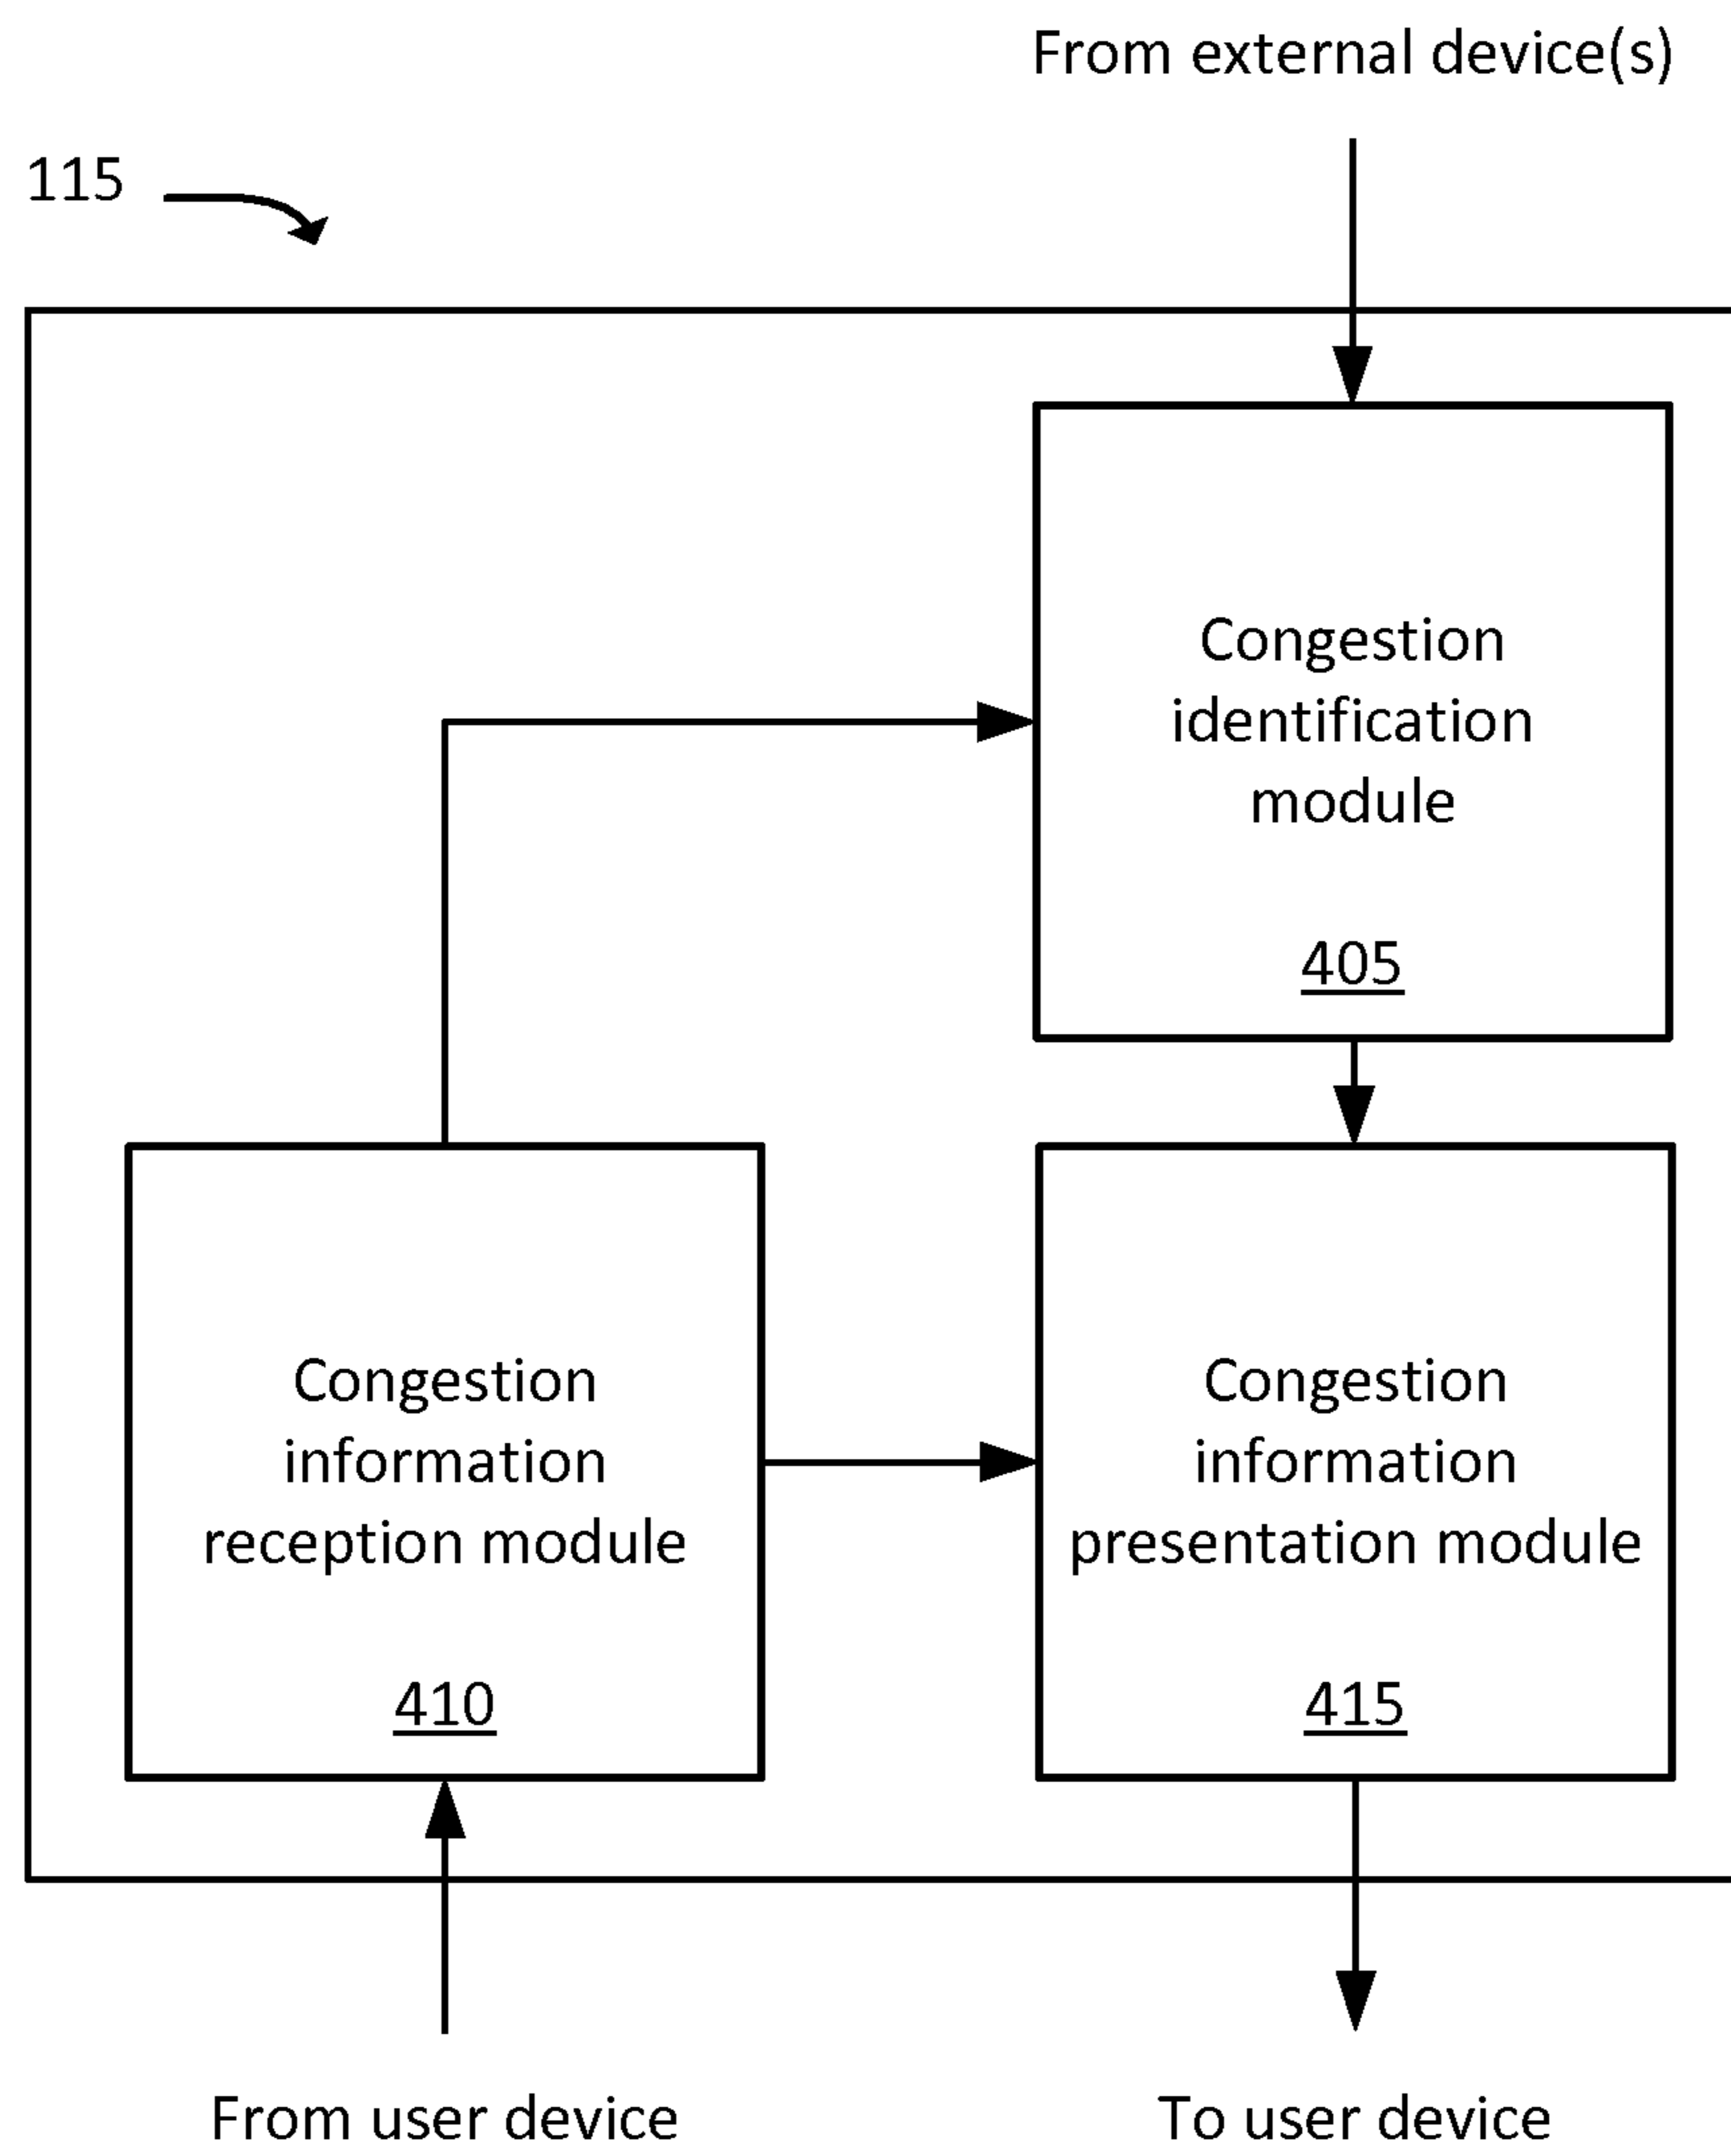 From external device(s)
115
Congestion
identification
module
405
Congestion
information
reception module
410
Congestion
information
presentation module
415
From user device
To user device